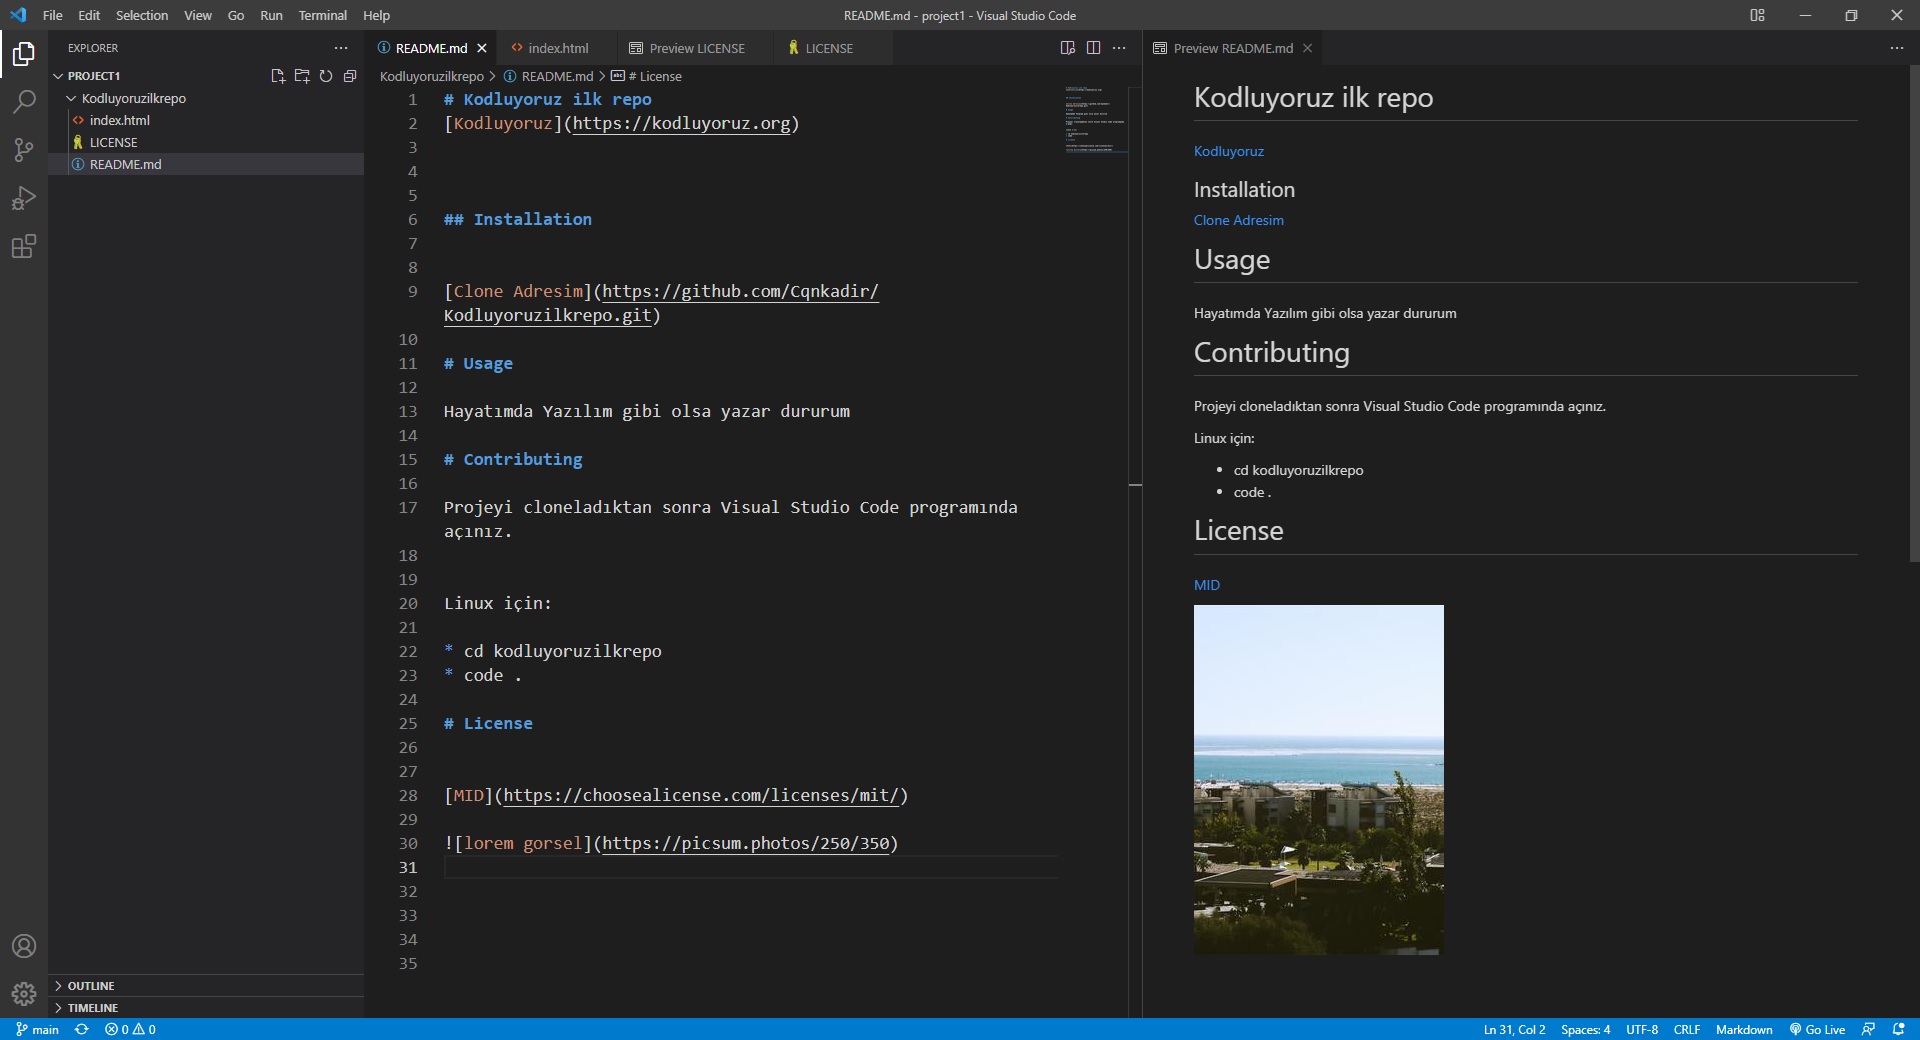 File Edit Selection View Go Run Terminal Help
README.md - project1 - Visual Studio Code
EXPLORER
PROJECT1
Kodluyoruzilkrepo
index.html
LICENSE
README.md
OUTLINE
TIMELINE
README.md index.html Preview LICENSE LICENSE
Kodluyoruzilkrepo > README.md > # License
1 # Kodluyoruz ilk repo
2 [Kodluyoruz](https://kodluyoruz.org)
3
4
5
6 ## Installation
7
8
9 [Clone Adresim](https://github.com/Cqnkadir/
Kodluyoruzilkrepo.git)
10
11 # Usage
12
13 Hayatımda Yazılım gibi olsa yazar dururum
14
15 # Contributing
16
17 Projeyi cloneladıktan sonra Visual Studio Code programında
açınız.
18
19
20 Linux için:
21
22 * cd kodluyoruzilkrepo
23 * code .
24
25 # License
26
27
28 [MID](https://choosealicense.com/licenses/mit/)
29
30 ![lorem gorsel](https://picsum.photos/250/350)
31
32
33
34
35
Preview README.md
Kodluyoruz ilk repo
Kodluyoruz
Installation
Clone Adresim
Usage
Hayatımda Yazılım gibi olsa yazar dururum
Contributing
Projeyi cloneladıktan sonra Visual Studio Code programında açınız.
Linux için:
• cd kodluyoruzilkrepo
• code .
License
MID
main 0 0
Ln 31, Col 2 Spaces: 4 UTF-8 CRLF Markdown Go Live